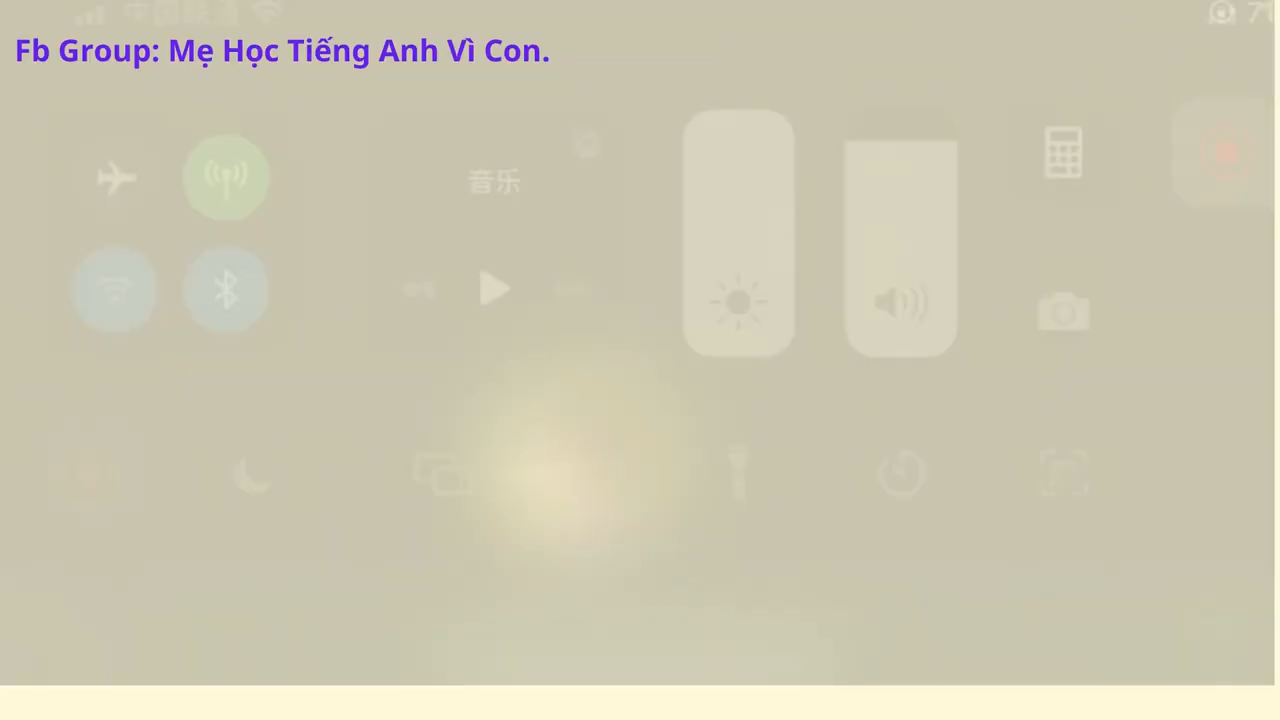 Fb Group: Mẹ Học Tiếng Anh Vì Con.
音乐